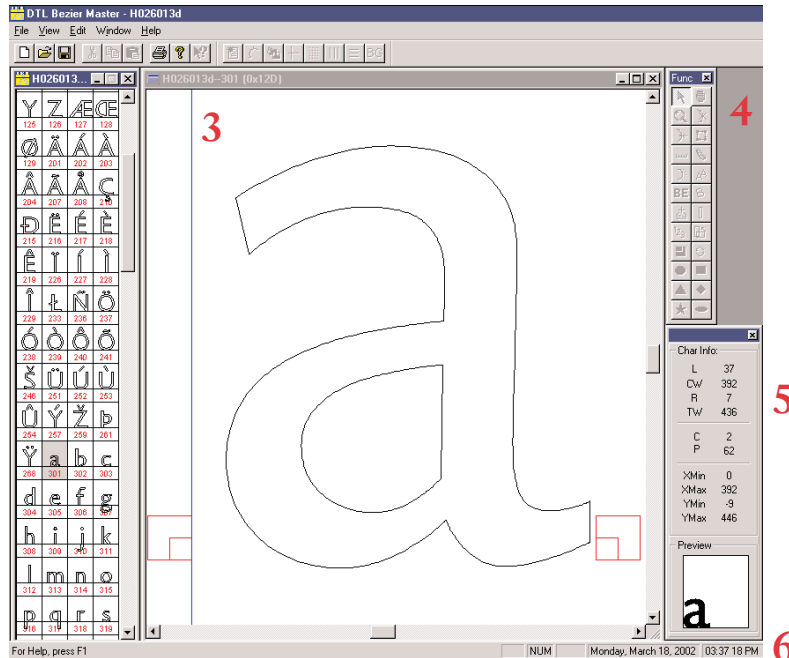 DTL Bezier Master - H026013d
File View Edit Window Help
BG
H026013...
H026013d--301 (0x12D)
Func
Y Z Æ Œ
125 126 127 128
Ø Ä Á À
129 201 202 203
Â Ã Å Ç
204 207 208 210
Ð Ë É È
215 216 217 218
Ê Ï Í Ì
219 226 227 228
Î Ł Ñ Ö
229 233 236 237
Ó Ò Ô Õ
238 239 240 241
Š Ü Ú Ù
246 251 252 253
Û Ý Ž Þ
254 257 259 261
Ÿ a b c
268 301 302 303
d e f g
304 305 306 307
h i j k
308 309 310 311
l m n o
312 313 314 315
p q r s
316 317 318 319
3
a
4
BE
Char Info:
L 37
CW 392
R 7
TW 436
C 2
P 62
XMin 0
XMax 392
YMin -9
YMax 446
5
Preview
a
For Help, press F1
NUM
Monday, March 18, 2002
03:37:18 PM
6